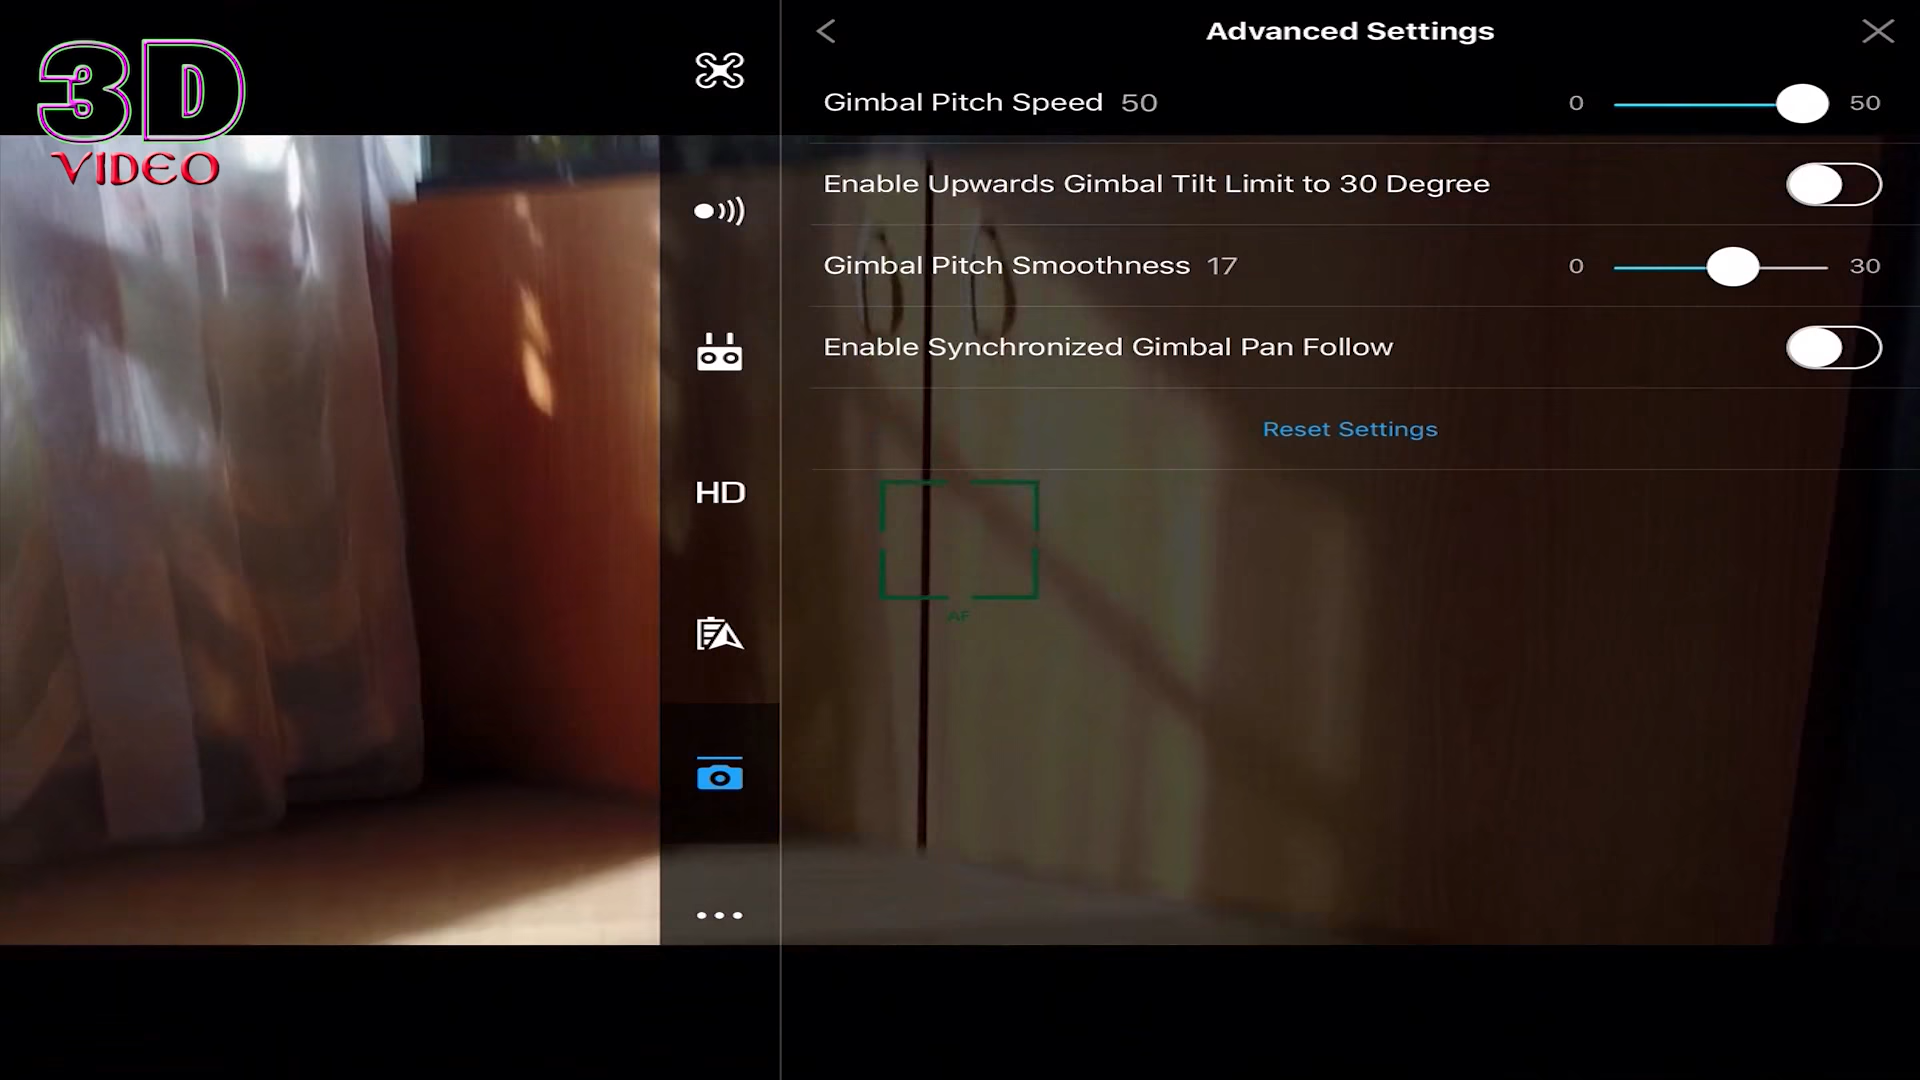 3D
VIDEO
Advanced Settings
Gimbal Pitch Speed 50 0 50
Enable Upwards Gimbal Tilt Limit to 30 Degree
Gimbal Pitch Smoothness 17 0 30
Enable Synchronized Gimbal Pan Follow
Reset Settings
HD
AF